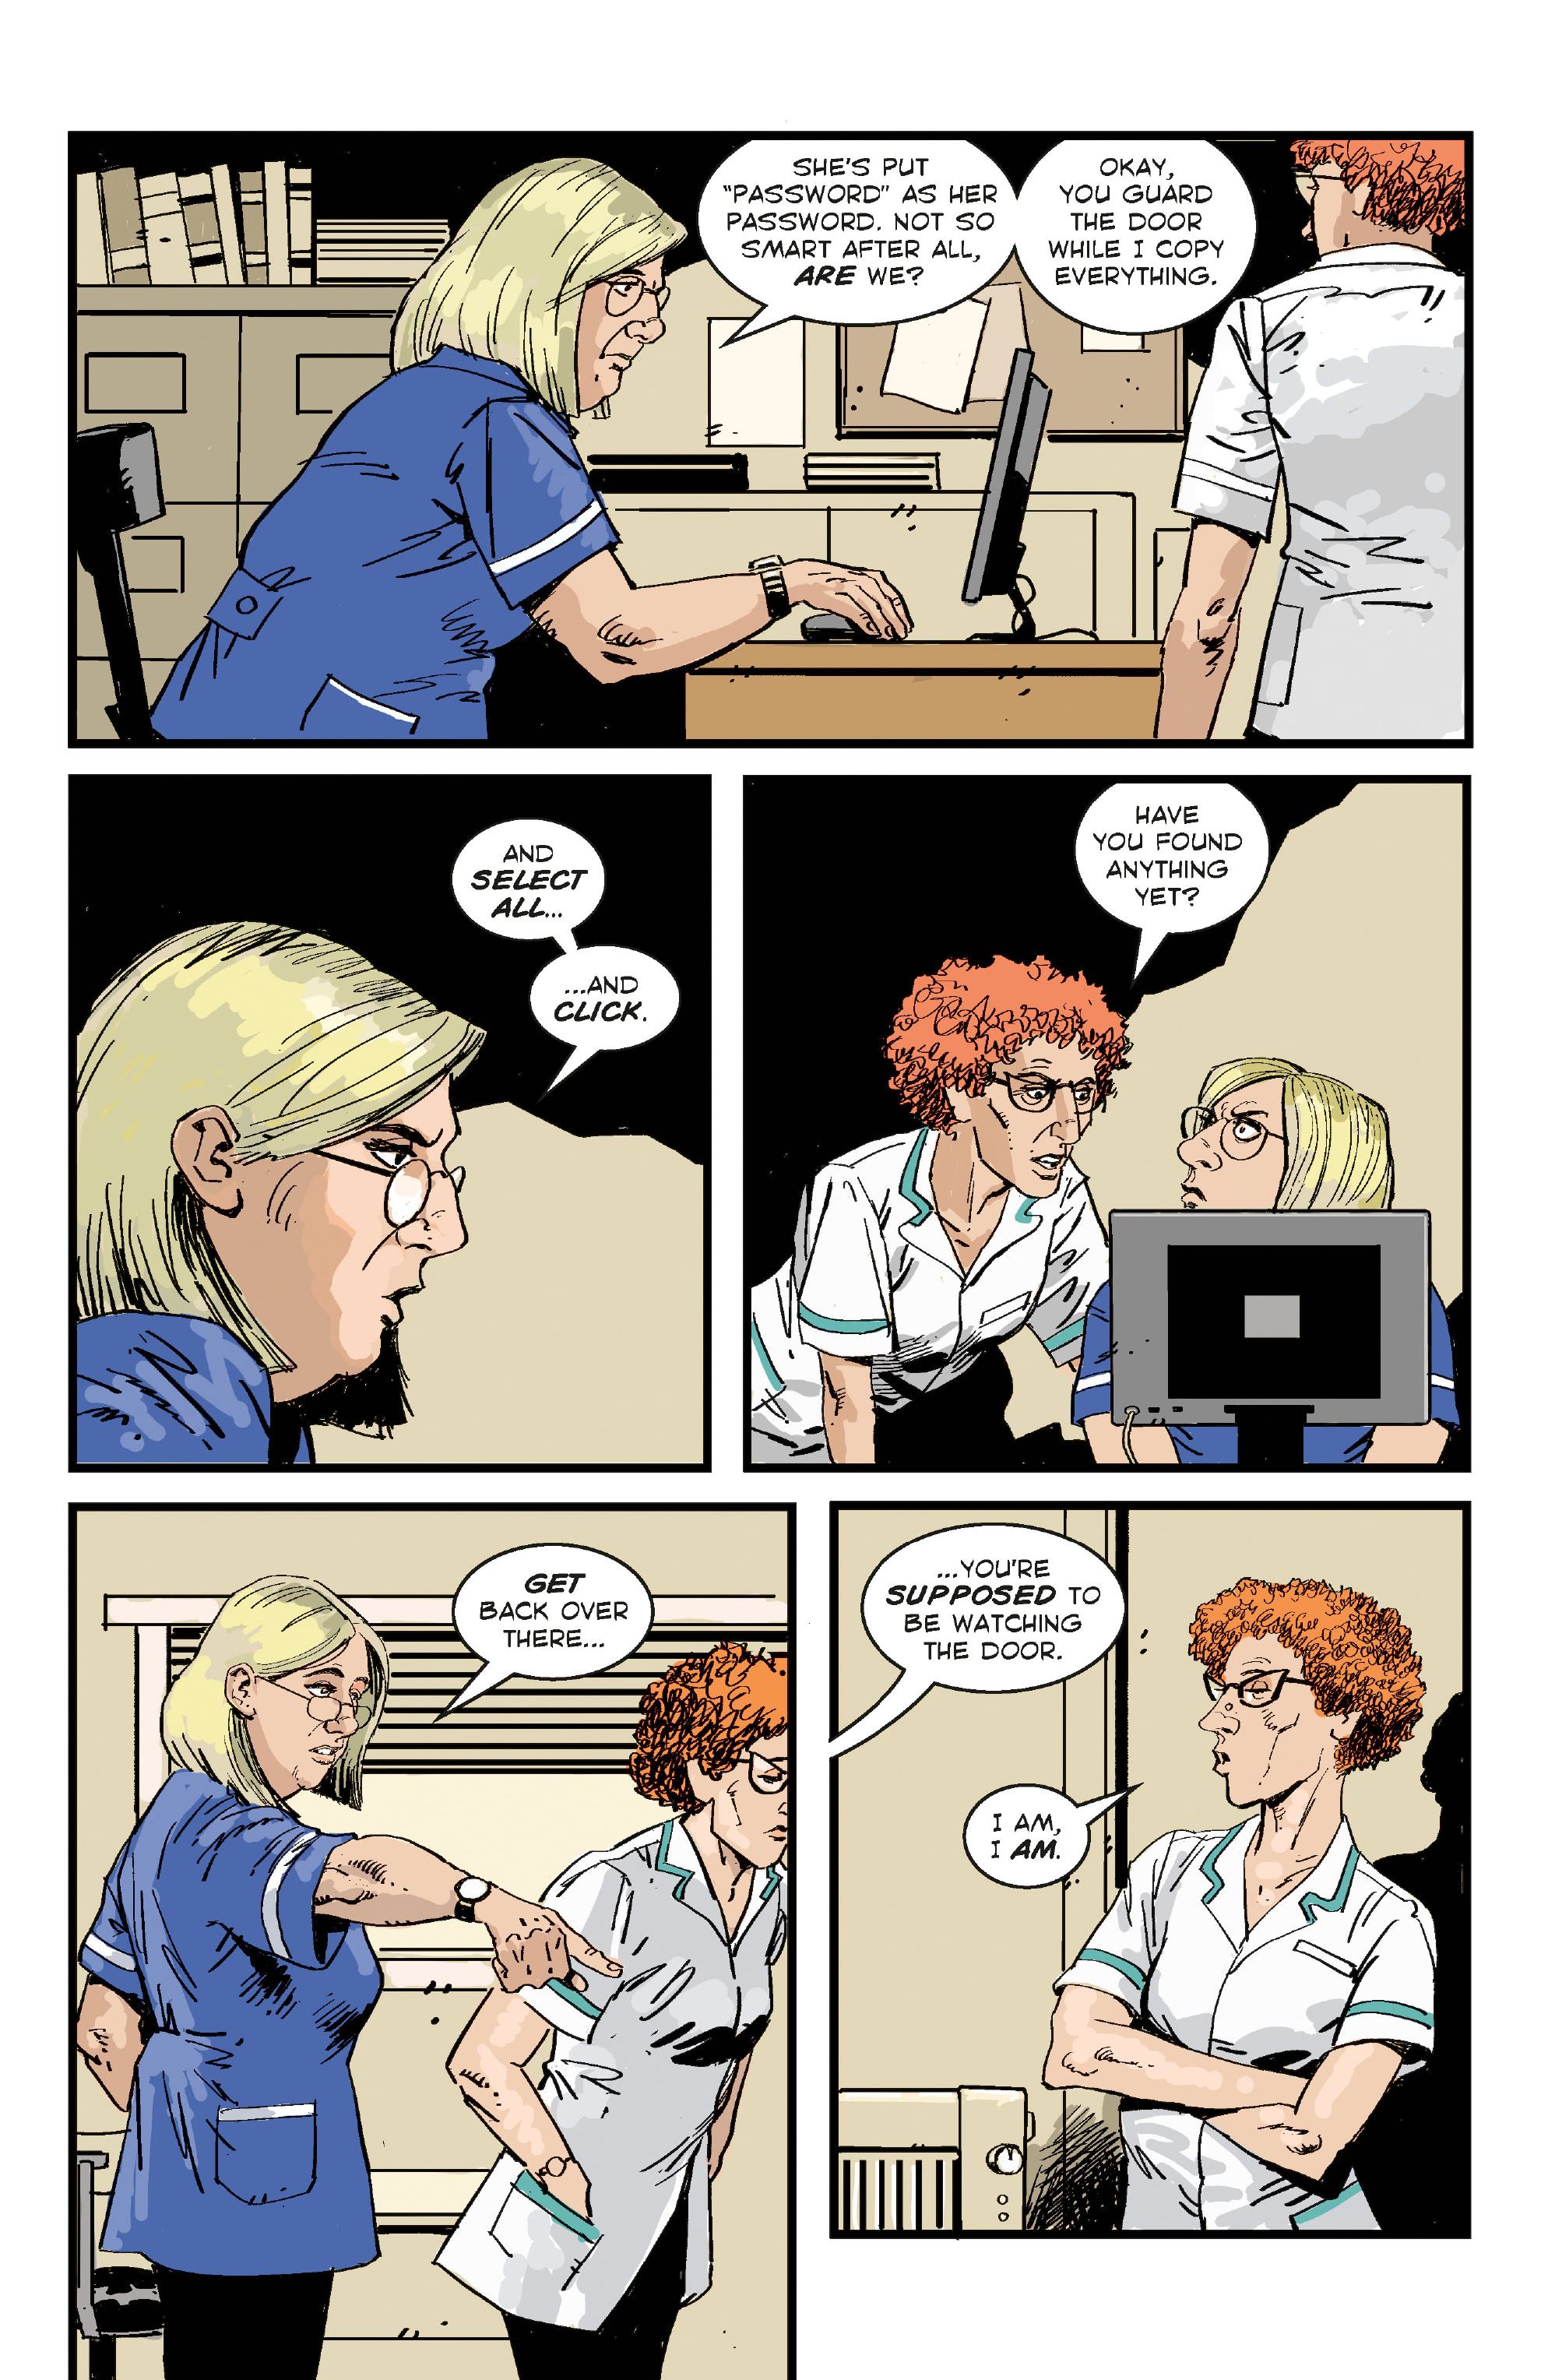 SHE'S PUT
"PASSWORD" AS HER
PASSWORD. NOT SO
SMART AFTER ALL,
ARE WE?
OKAY,
YOU GUARD
THE DOOR
WHILE I COPY
EVERYTHING.
AND
SELECT
ALL...
...AND
CLICK.
HAVE
YOU FOUND
ANYTHING
YET?
GET
BACK OVER
THERE...
...YOU'RE
SUPPOSED TO
BE WATCHING
THE DOOR.
I AM,
I AM.